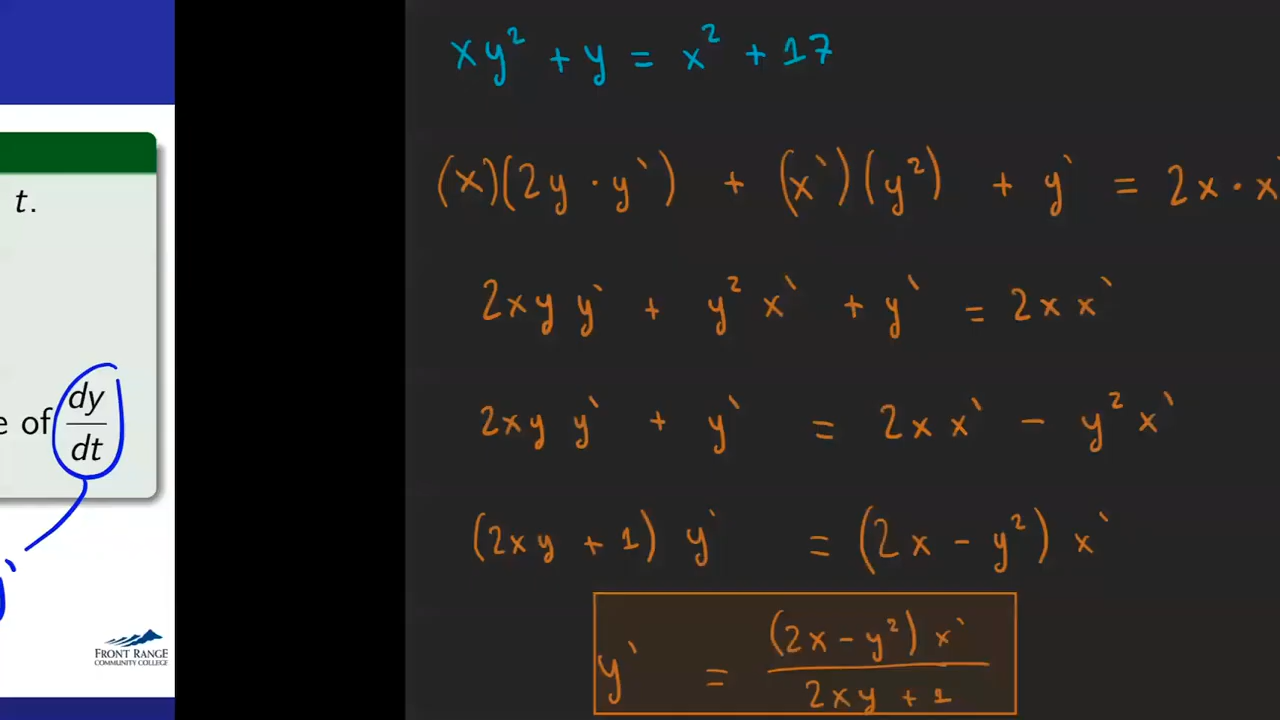 t.
e of dy/dt
y`
FRONT RANGE
COMMUNITY COLLEGE
xy² + y = x² + 17
(x)(2y · y`) + (x`)(y²) + y` = 2x · x`
2xy y` + y² x` + y` = 2x x`
2xy y` + y` = 2x x` - y² x`
(2xy + 1) y` = (2x - y²) x`
y` = (2x - y²) x` / 2xy + 1